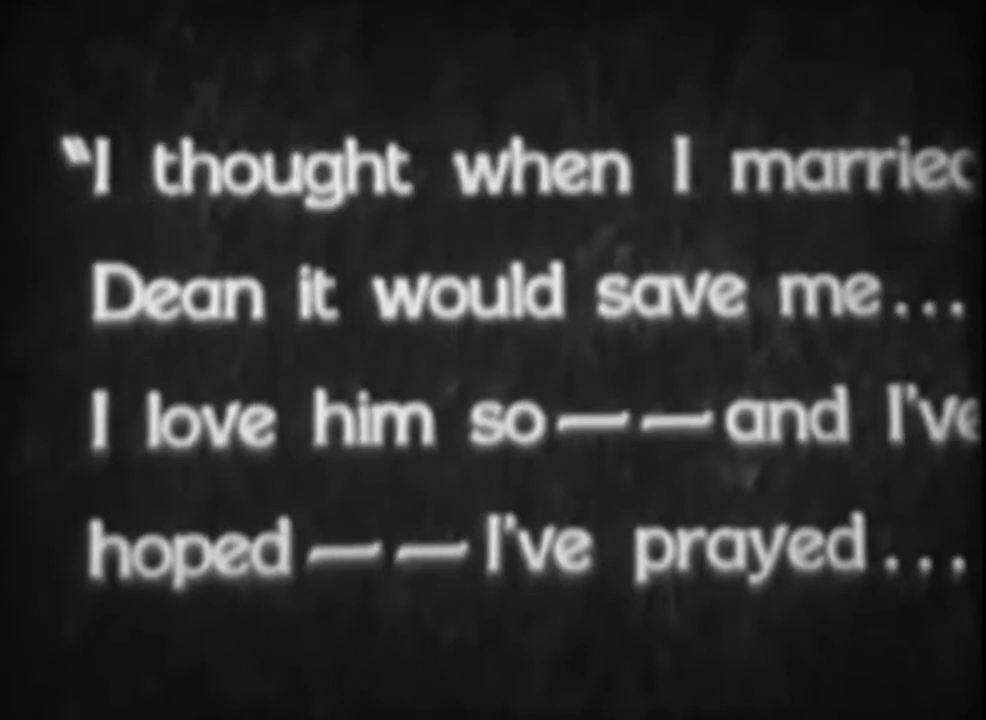 “I thought when I married
Dean it would save me...
I love him so——and I've
hoped——I've prayed...